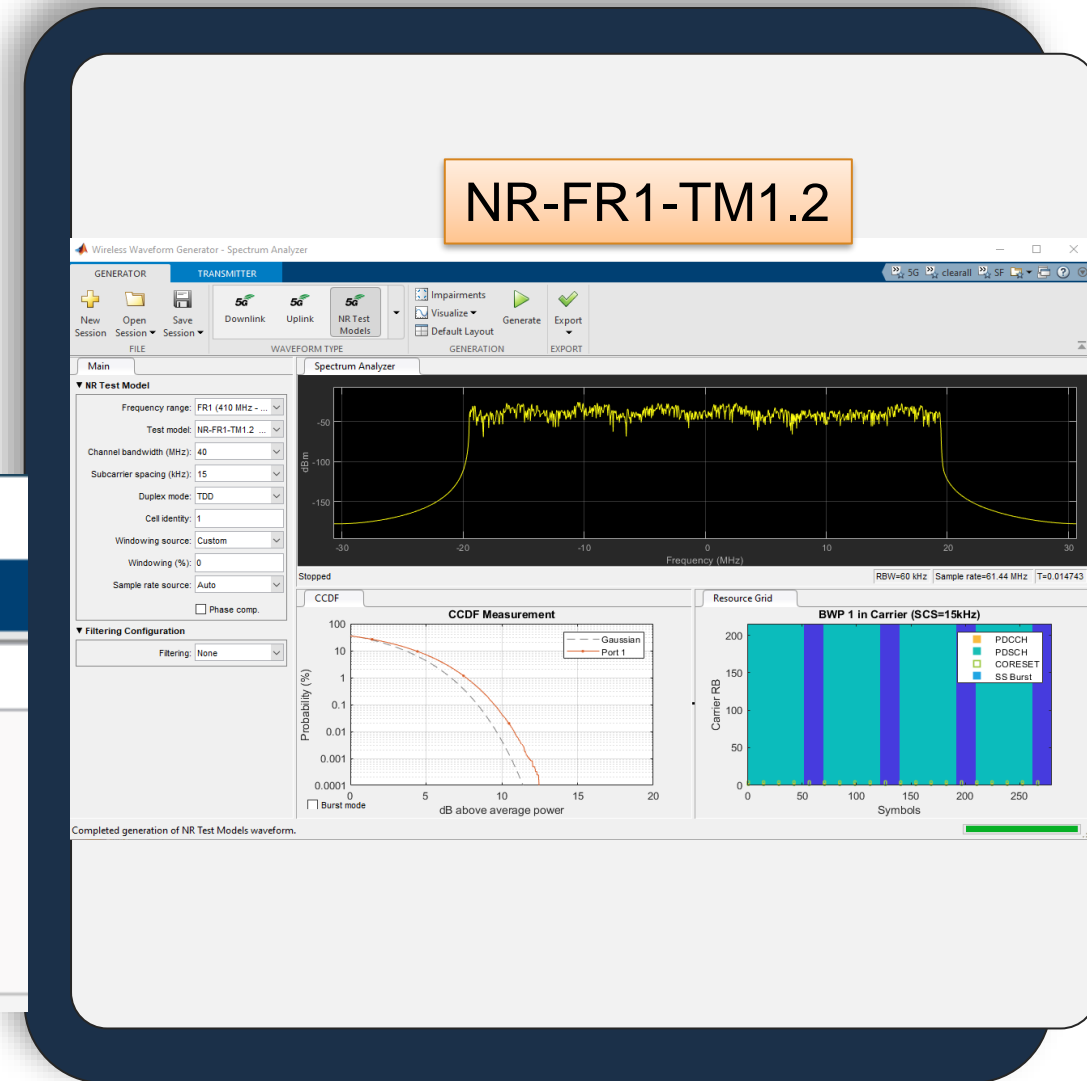 NR-FR1-TM1.2
Wireless Waveform Generator - Spectrum Analyzer
GENERATOR TRANSMITTER
5G clearall SF
New Session
Open Session
Save Session
FILE
5G Downlink
5G Uplink
5G NR Test Models
WAVEFORM TYPE
Impairments
Visualize
Default Layout
Generate
GENERATION
Export
EXPORT
Main
NR Test Model
Frequency range: FR1 (410 MHz - ...
Test model: NR-FR1-TM1.2 ...
Channel bandwidth (MHz): 40
Subcarrier spacing (kHz): 15
Duplex mode: TDD
Cell identity: 1
Windowing source: Custom
Windowing (%): 0
Sample rate source: Auto
Phase comp.
Filtering Configuration
Filtering: None
Spectrum Analyzer
dBm
-50
-100
-150
-30 -20 -10 0 10 20 30
Frequency (MHz)
Stopped
RBW=60 kHz Sample rate=61.44 MHz T=0.014743
CCDF
CCDF Measurement
Probability (%)
100
10
1
0.1
0.01
0.001
0.0001
Gaussian
Port 1
0 5 10 15 20
dB above average power
Burst mode
Resource Grid
BWP 1 in Carrier (SCS=15kHz)
Carrier RB
200
150
100
50
0
PDCCH
PDSCH
CORESET
SS Burst
0 50 100 150 200 250
Symbols
Completed generation of NR Test Models waveform.